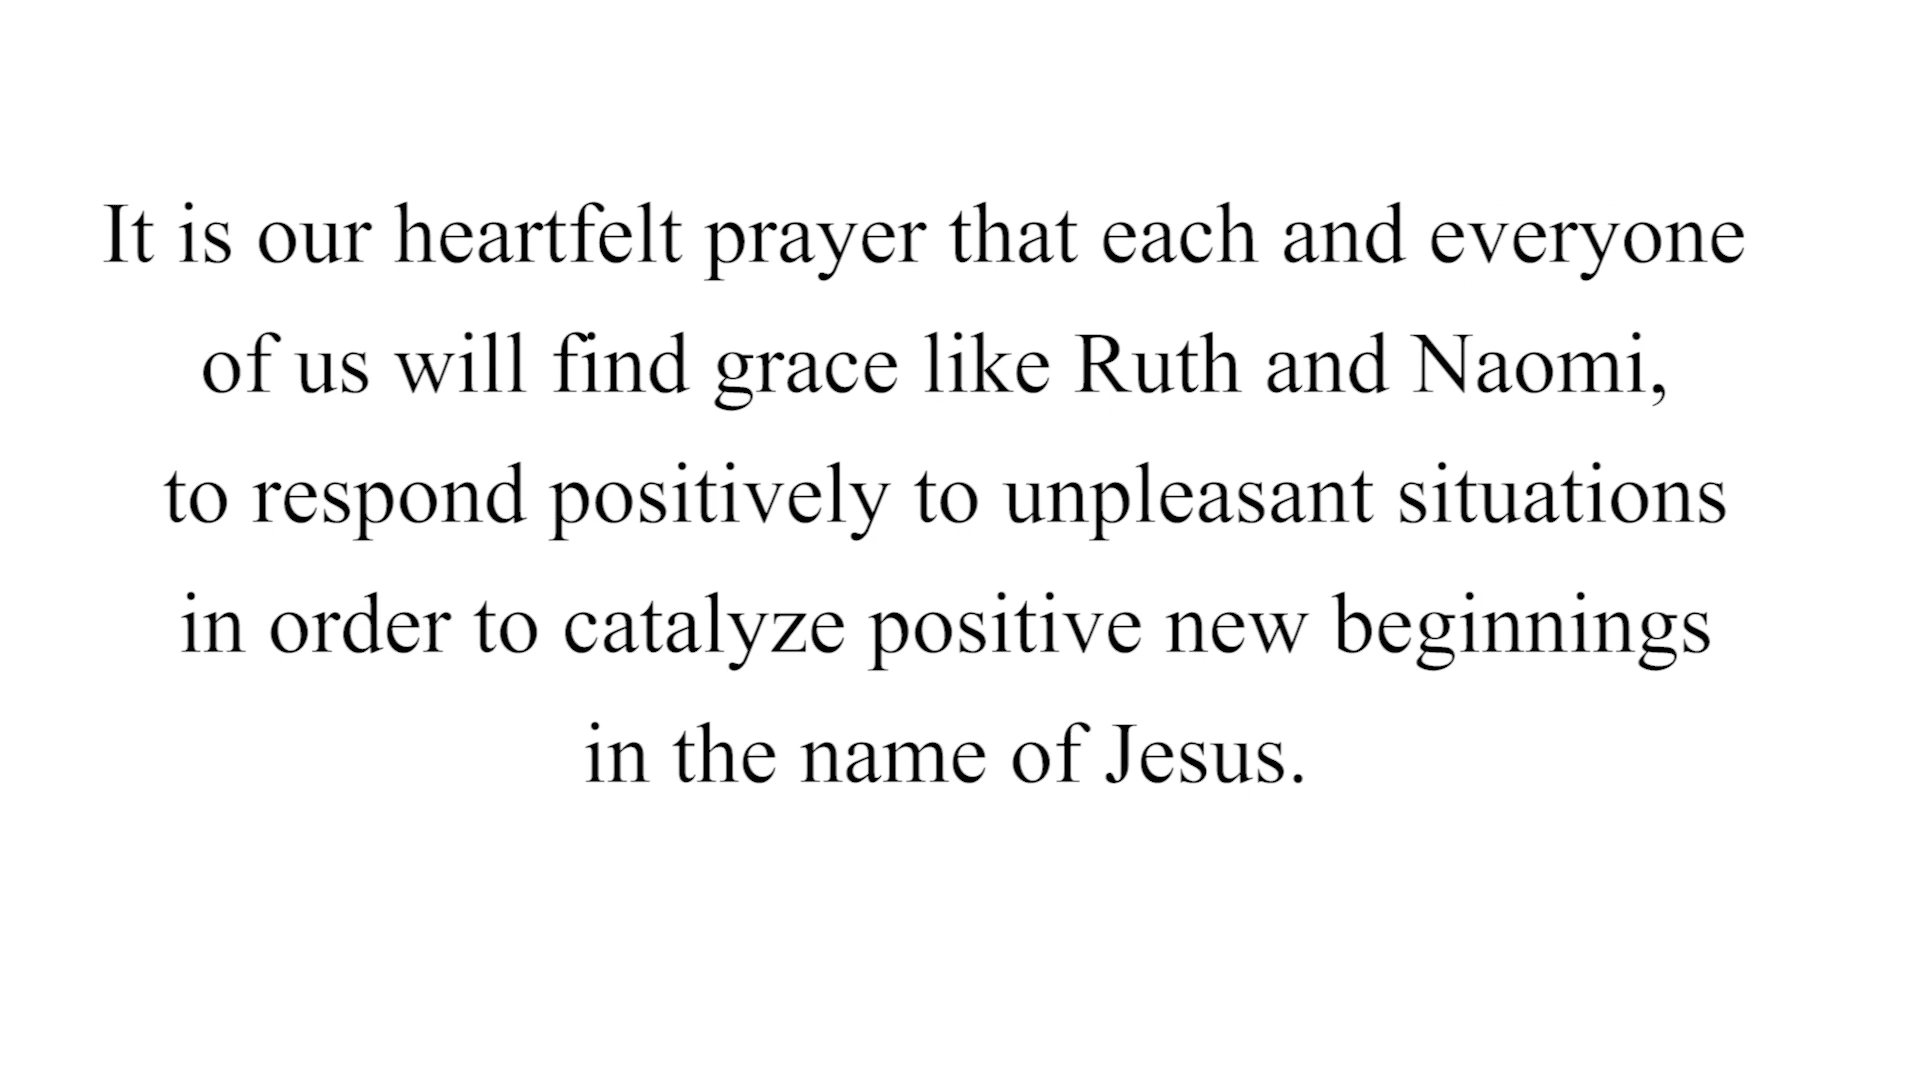 It is our heartfelt prayer that each and everyone
of us will find grace like Ruth and Naomi,
to respond positively to unpleasant situations
in order to catalyze positive new beginnings
in the name of Jesus.